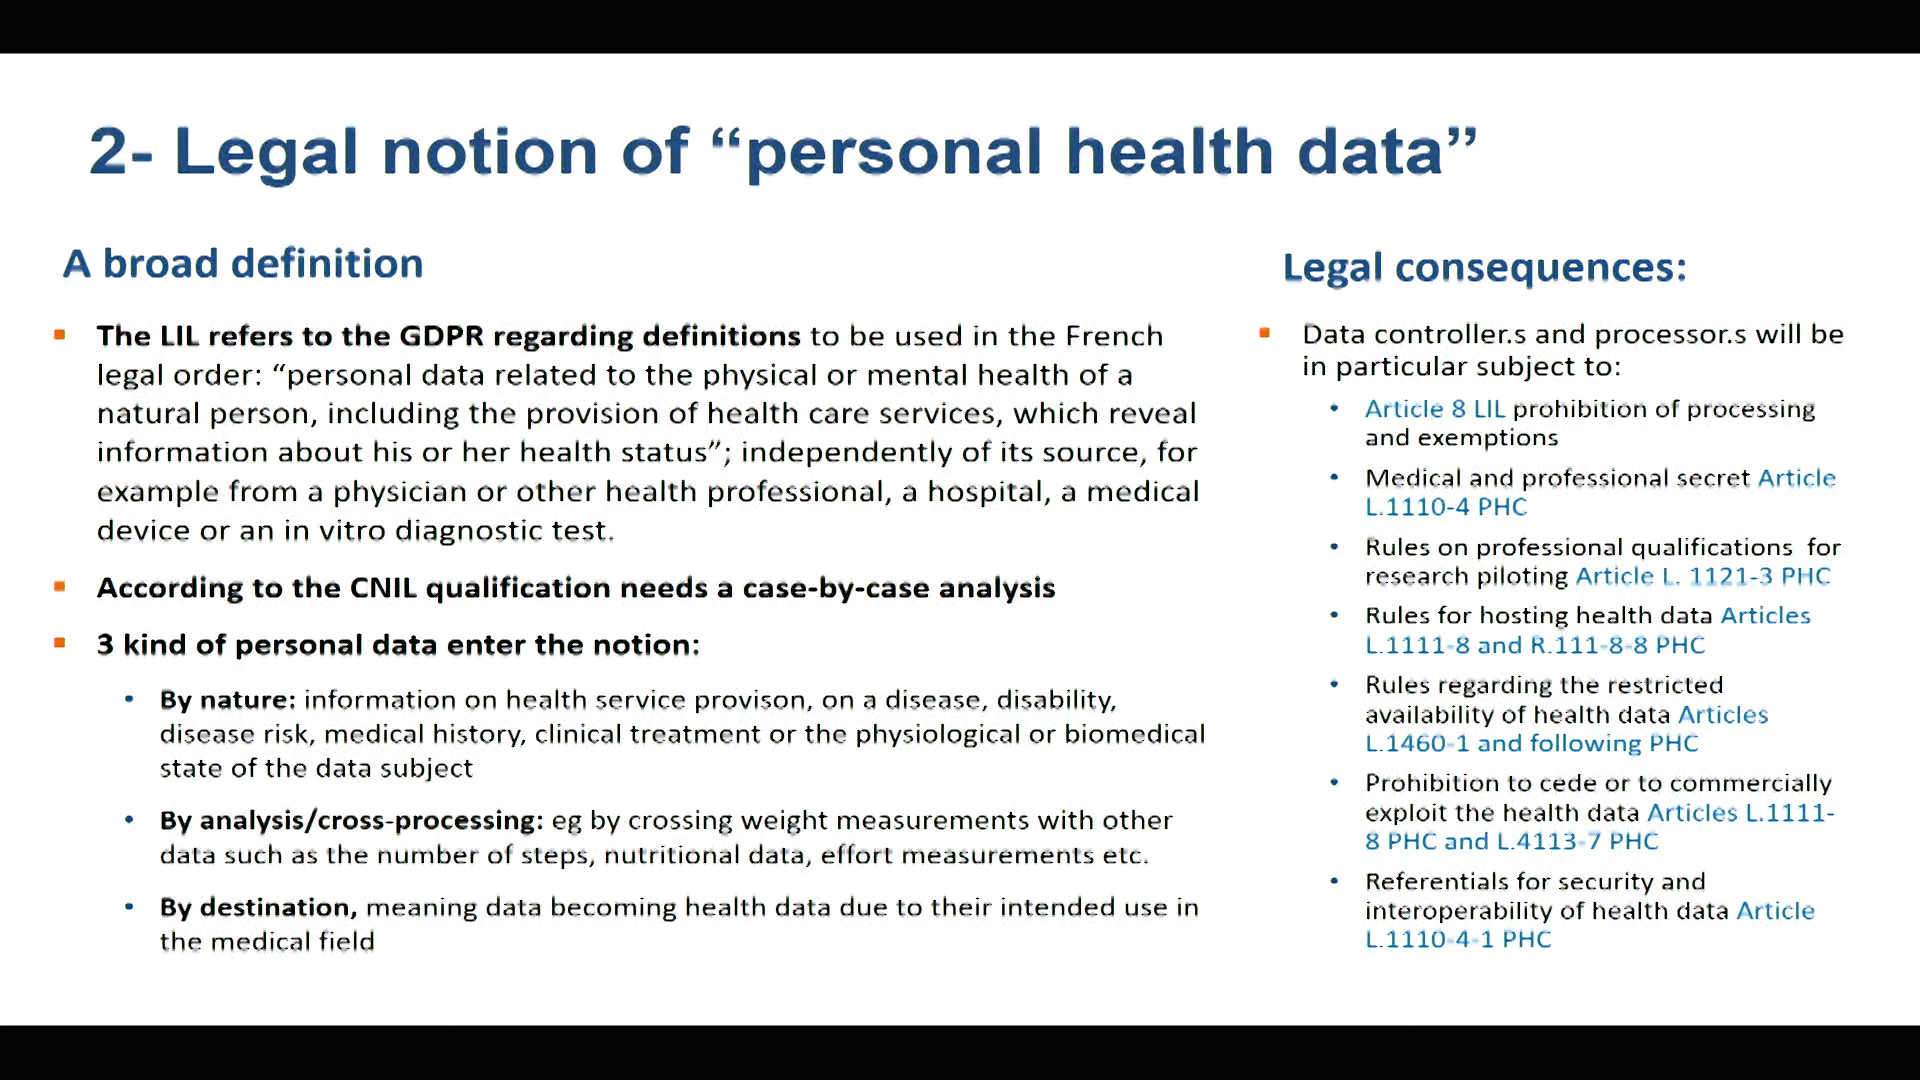 2- Legal notion of “personal health data”
A broad definition
The LIL refers to the GDPR regarding definitions to be used in the French
legal order: “personal data related to the physical or mental health of a
natural person, including the provision of health care services, which reveal
information about his or her health status”; independently of its source, for
example from a physician or other health professional, a hospital, a medical
device or an in vitro diagnostic test.
According to the CNIL qualification needs a case-by-case analysis
3 kind of personal data enter the notion:
By nature: information on health service provison, on a disease, disability,
disease risk, medical history, clinical treatment or the physiological or biomedical
state of the data subject
By analysis/cross-processing: eg by crossing weight measurements with other
data such as the number of steps, nutritional data, effort measurements etc.
By destination, meaning data becoming health data due to their intended use in
the medical field
Legal consequences:
Data controller.s and processor.s will be
in particular subject to:
Article 8 LIL prohibition of processing
and exemptions
Medical and professional secret Article
L.1110-4 PHC
Rules on professional qualifications for
research piloting Article L. 1121-3 PHC
Rules for hosting health data Articles
L.1111-8 and R.111-8-8 PHC
Rules regarding the restricted
availability of health data Articles
L.1460-1 and following PHC
Prohibition to cede or to commercially
exploit the health data Articles L.1111-
8 PHC and L.4113-7 PHC
Referentials for security and
interoperability of health data Article
L.1110-4-1 PHC